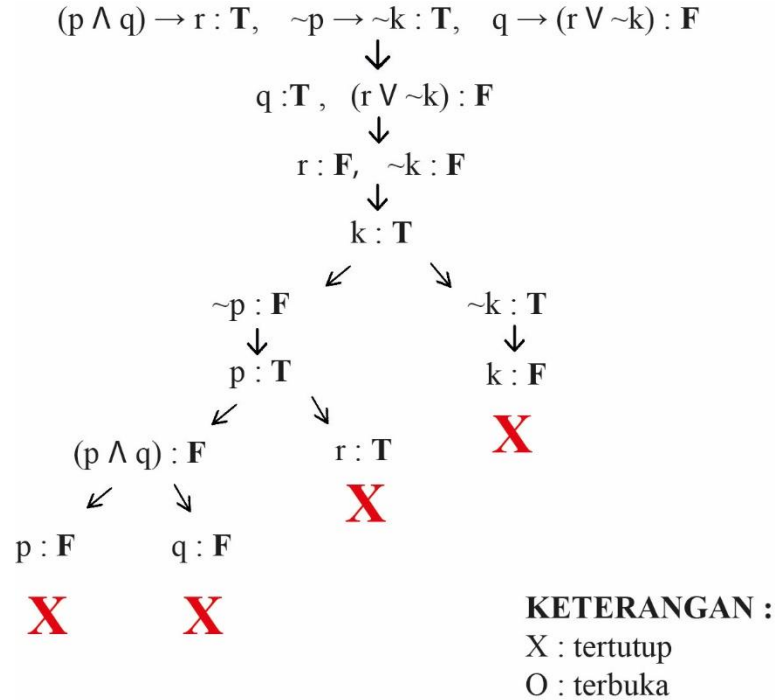 (p ∧ q) → r : T, ~p → ~k : T, q → (r ∨ ~k) : F
q :T , (r ∨ ~k) : F
r : F, ~k : F
k : T
~p : F ~k : T
p : T k : F
X
(p ∧ q) : F r : T
X
p : F q : F
X X
KETERANGAN :
X : tertutup
O : terbuka